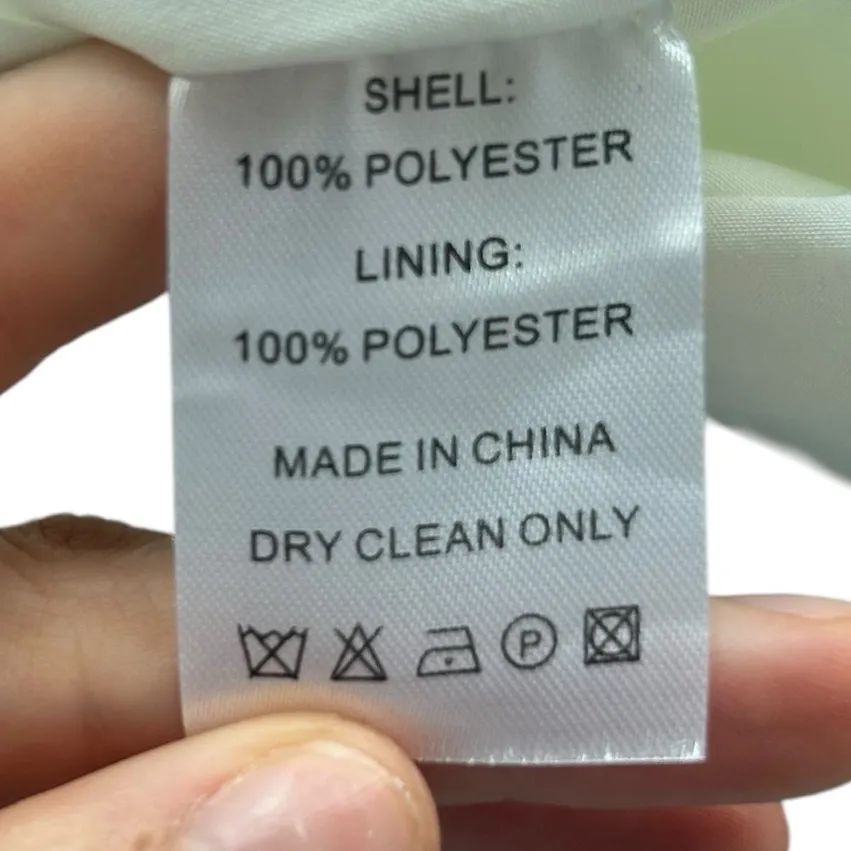 SHELL:
100% POLYESTER
LINING:
100% POLYESTER
MADE IN CHINA
DRY CLEAN ONLY
P